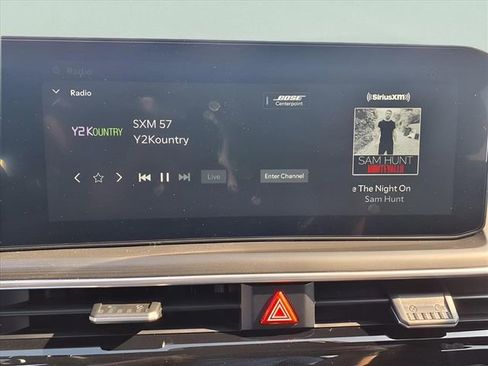 Radio
Radio
BOSE
Centerpoint
((SiriusXM))
Y2KOUNTRY
SXM 57
Y2Kountry
SAM HUNT
MONTEVALLO
Live
Enter Channel
e The Night On
Sam Hunt